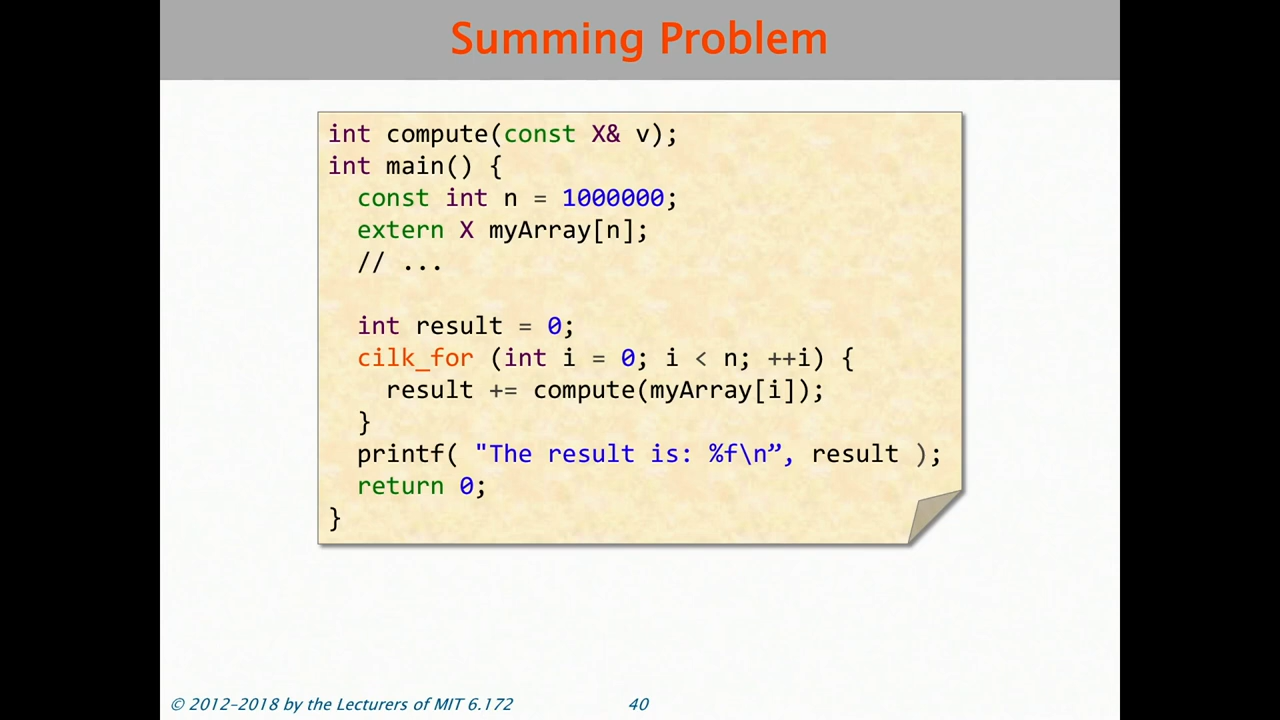 Summing Problem
int compute(const X& v);
int main() {
  const int n = 1000000;
  extern X myArray[n];
  // ...
  int result = 0;
  cilk_for (int i = 0; i < n; ++i) {
    result += compute(myArray[i]);
  }
  printf( "The result is: %f\n”, result );
  return 0;
}
© 2012–2018 by the Lecturers of MIT 6.172
40